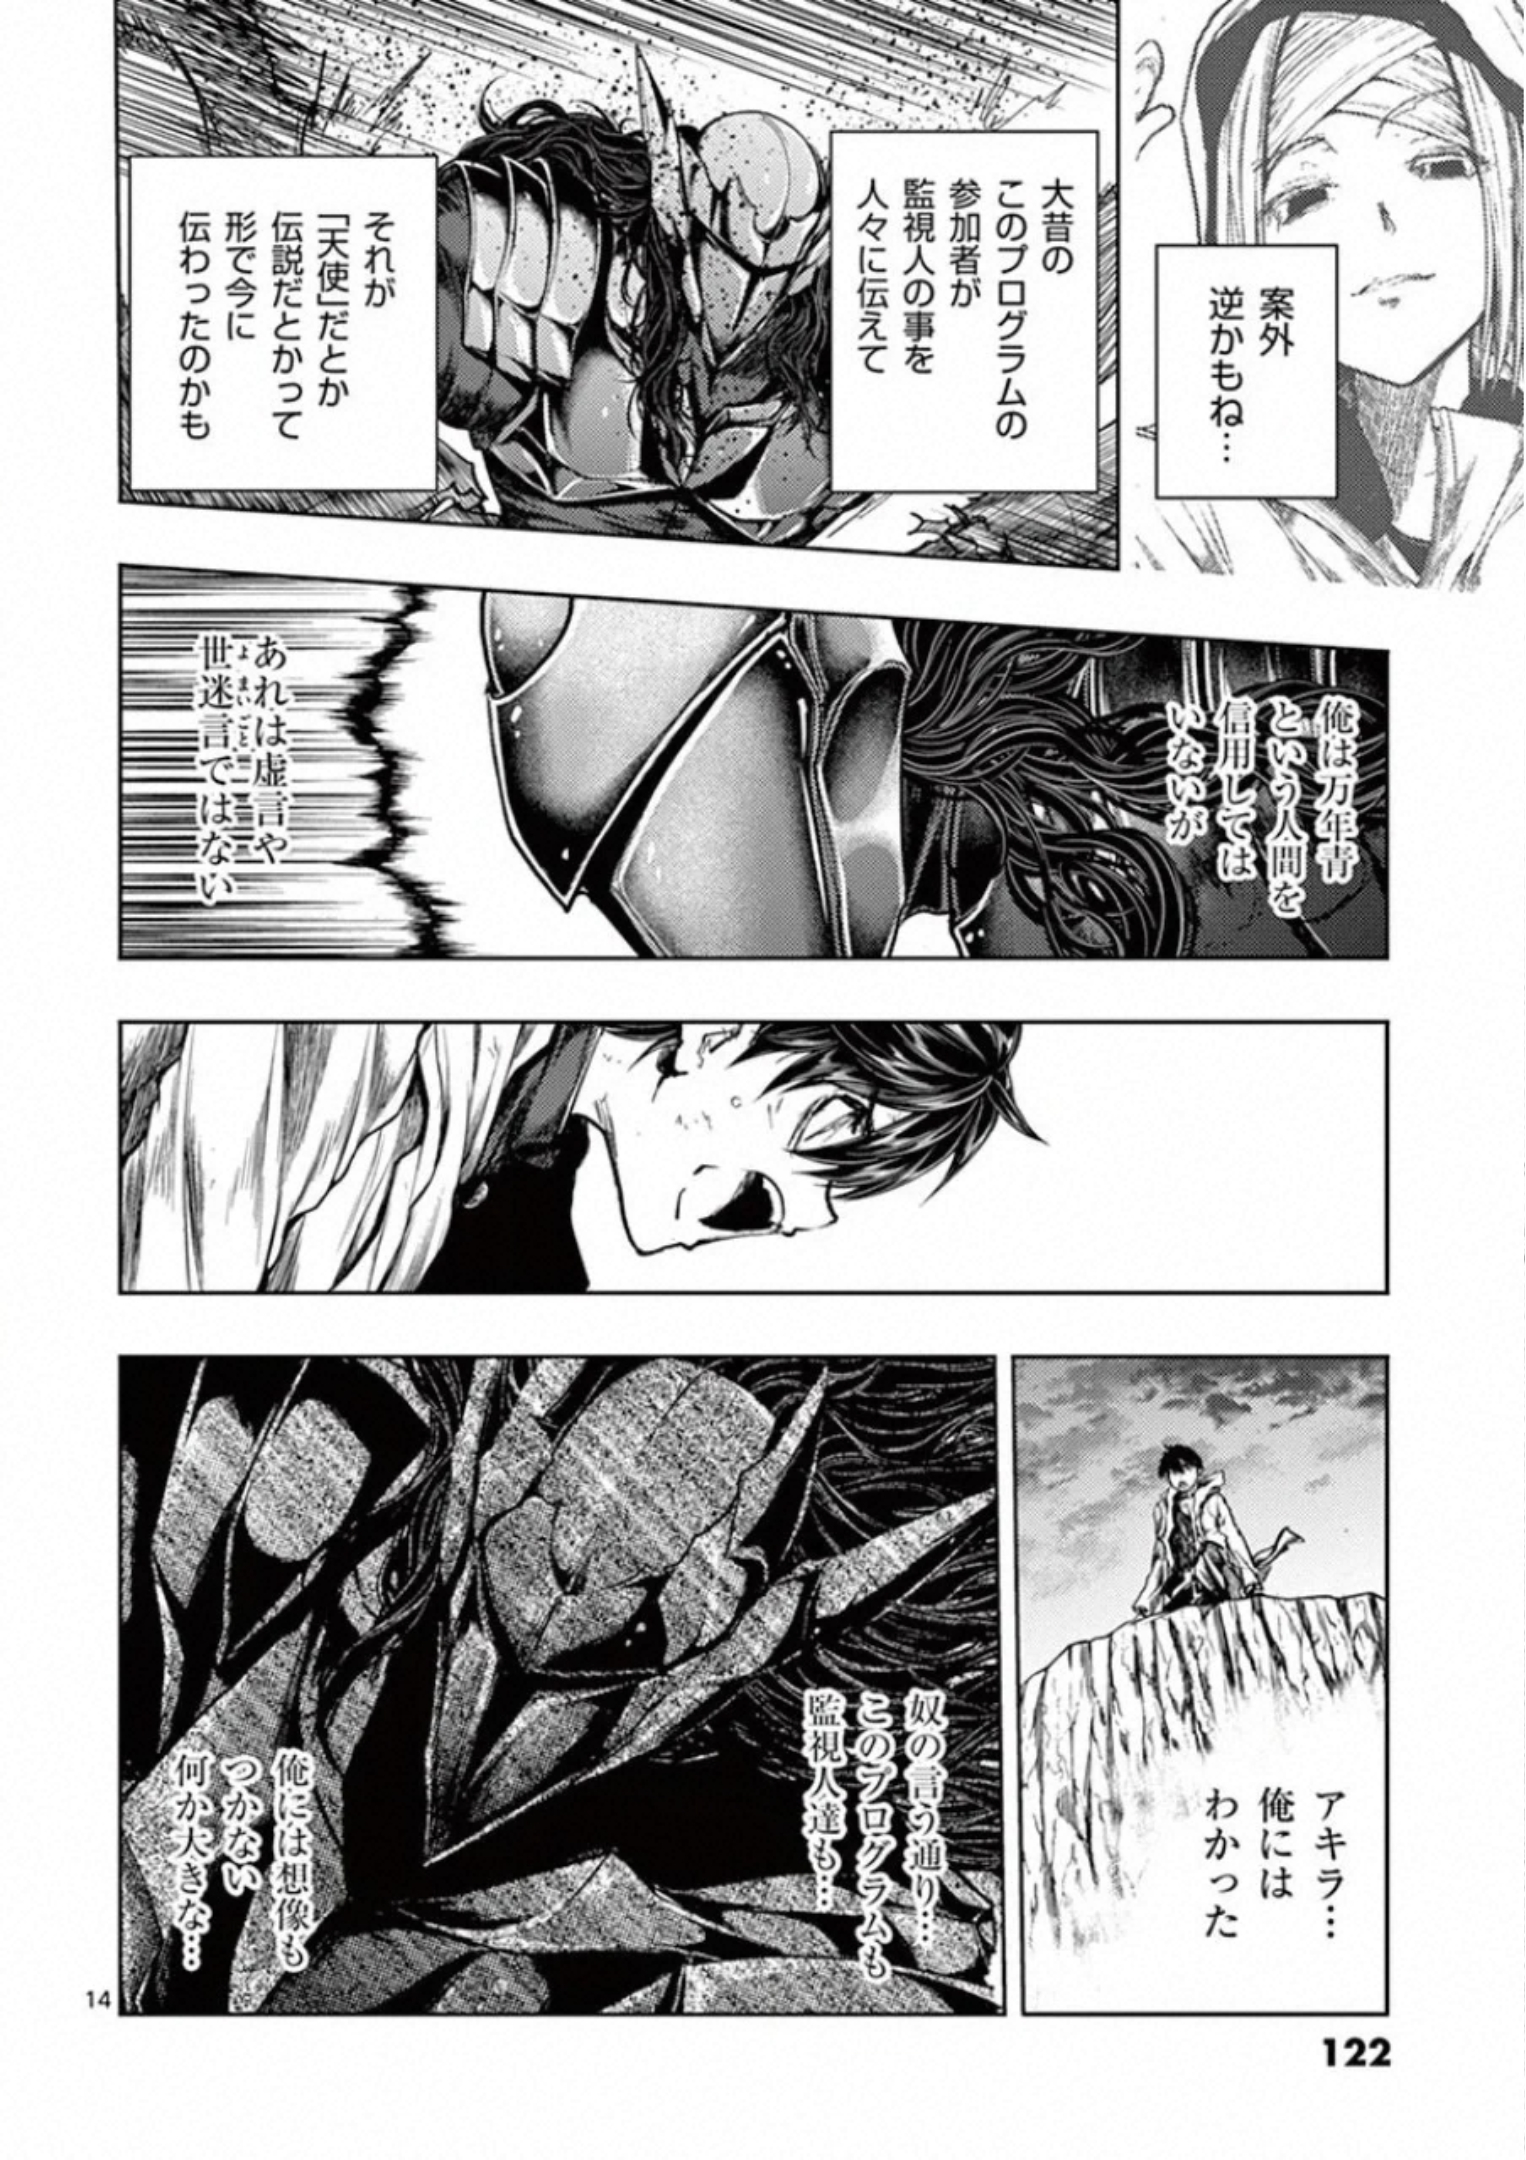 案外
逆かもね…
大昔の
このプログラムの
参加者が
監視人の事を
人々に伝えて
それが
「天使」だとか
伝説だとかって
形で今に
伝わったのかも
俺は万年青
という人間を
信用しては
いないが
あれは虚言や
世迷言ではない
よまいごと
アキラ…
俺には
わかった
奴の言う通り…
このプログラムも
監視人達も…
俺には想像も
つかない
何か大きな…
14
122